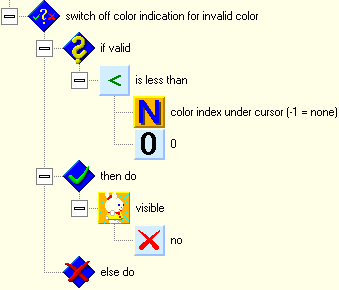 switch off color indication for invalid color
if valid
< is less than
N color index under cursor (-1 = none)
0 0
then do
visible
no
else do